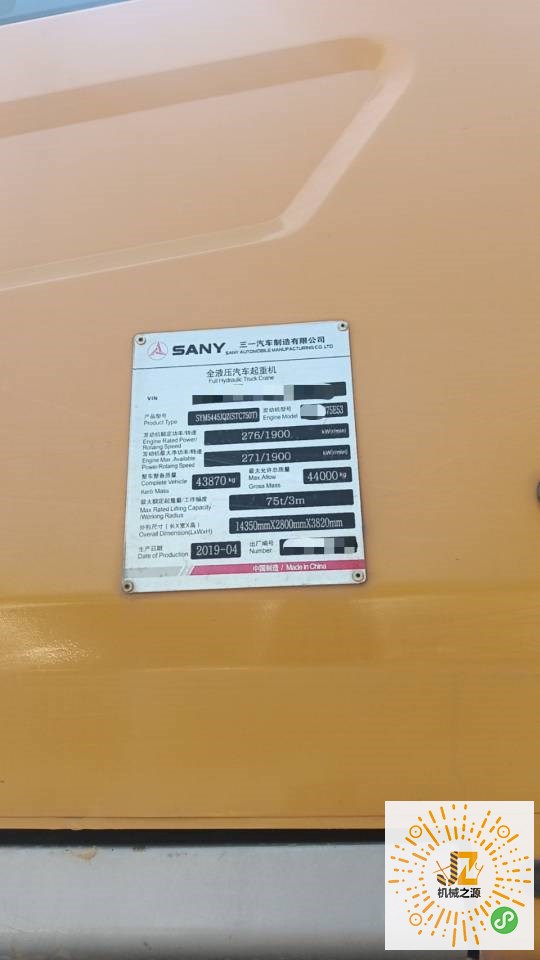 SANY 三一汽车制造有限公司
SANY AUTOMOBILE MANUFACTURING CO., LTD
全液压汽车起重机
Full Hydraulic Truck Crane
VIN
产品型号 SYM5445JQZ(STC750T) 发动机型号 75E53
Product Type Engine Model
发动机额定功率/转速 276/1900 kW(r/min)
Engine Rated Power/
Rotaing Speed
发动机最大净功率/转速 271/1900 kW(r/min)
Engine Max. Available
Power/Rotaing Speed
整车整备质量 43870 kg 最大允许总质量 44000 kg
Complete Vehicle Max. Allow
Kerb Mass Gross Mass
最大额定起重量/工作幅度 75t/3m
Max Rated Lifting Capacity
/Working Radius
外形尺寸(长X宽X高) 14350mmX2800mmX3820mm
Overall Dimension(LxWxH)
生产日期 2019-04 出厂编号
Date of Production Number
中国制造 / Made in China
JZY
机械之源